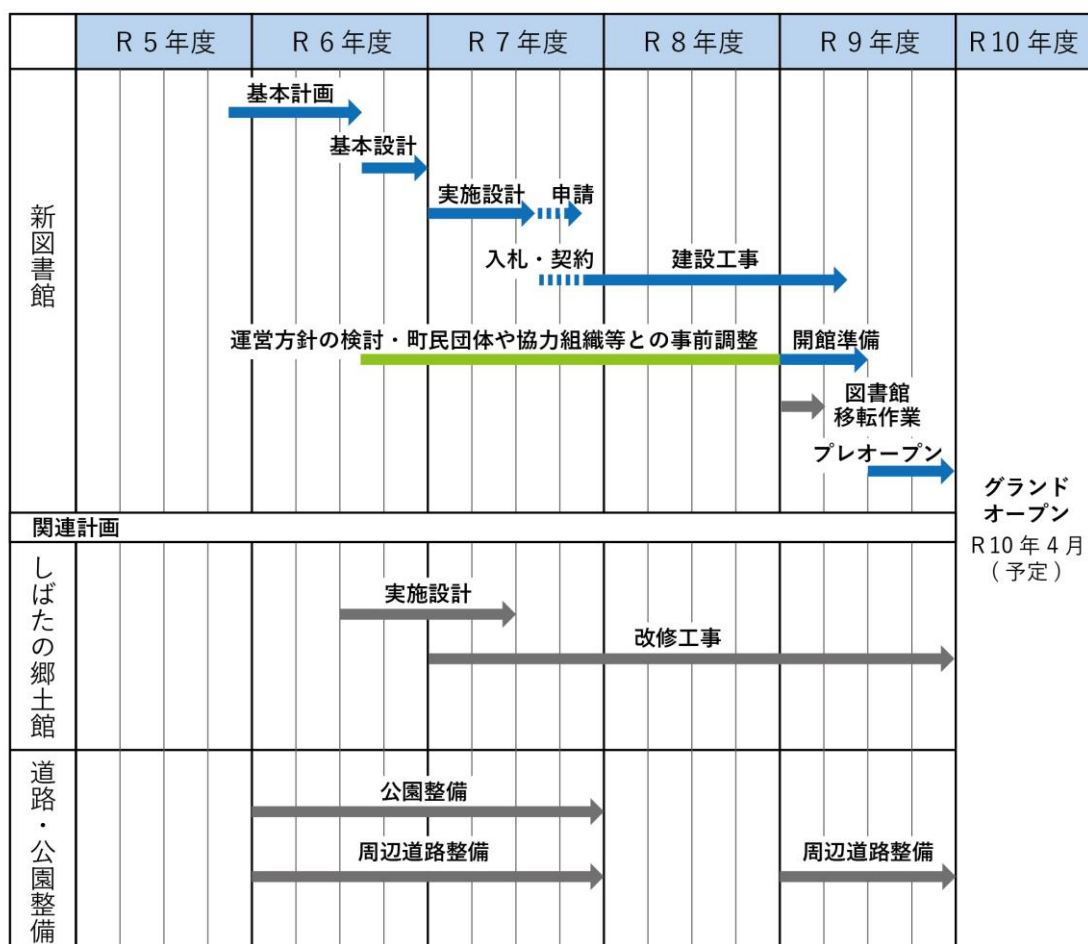 R 5 年度
R 6 年度
R 7 年度
R 8 年度
R 9 年度
R 10 年度
新図書館
基本計画
基本設計
実施設計
申請
入札・契約
建設工事
運営方針の検討・町民団体や協力組織等との事前調整
開館準備
図書館
移転作業
プレオープン
グランド
オープン
R 10 年 4 月
( 予定 )
関連計画
しばたの郷土館
実施設計
改修工事
道路・公園整備
公園整備
周辺道路整備
周辺道路整備